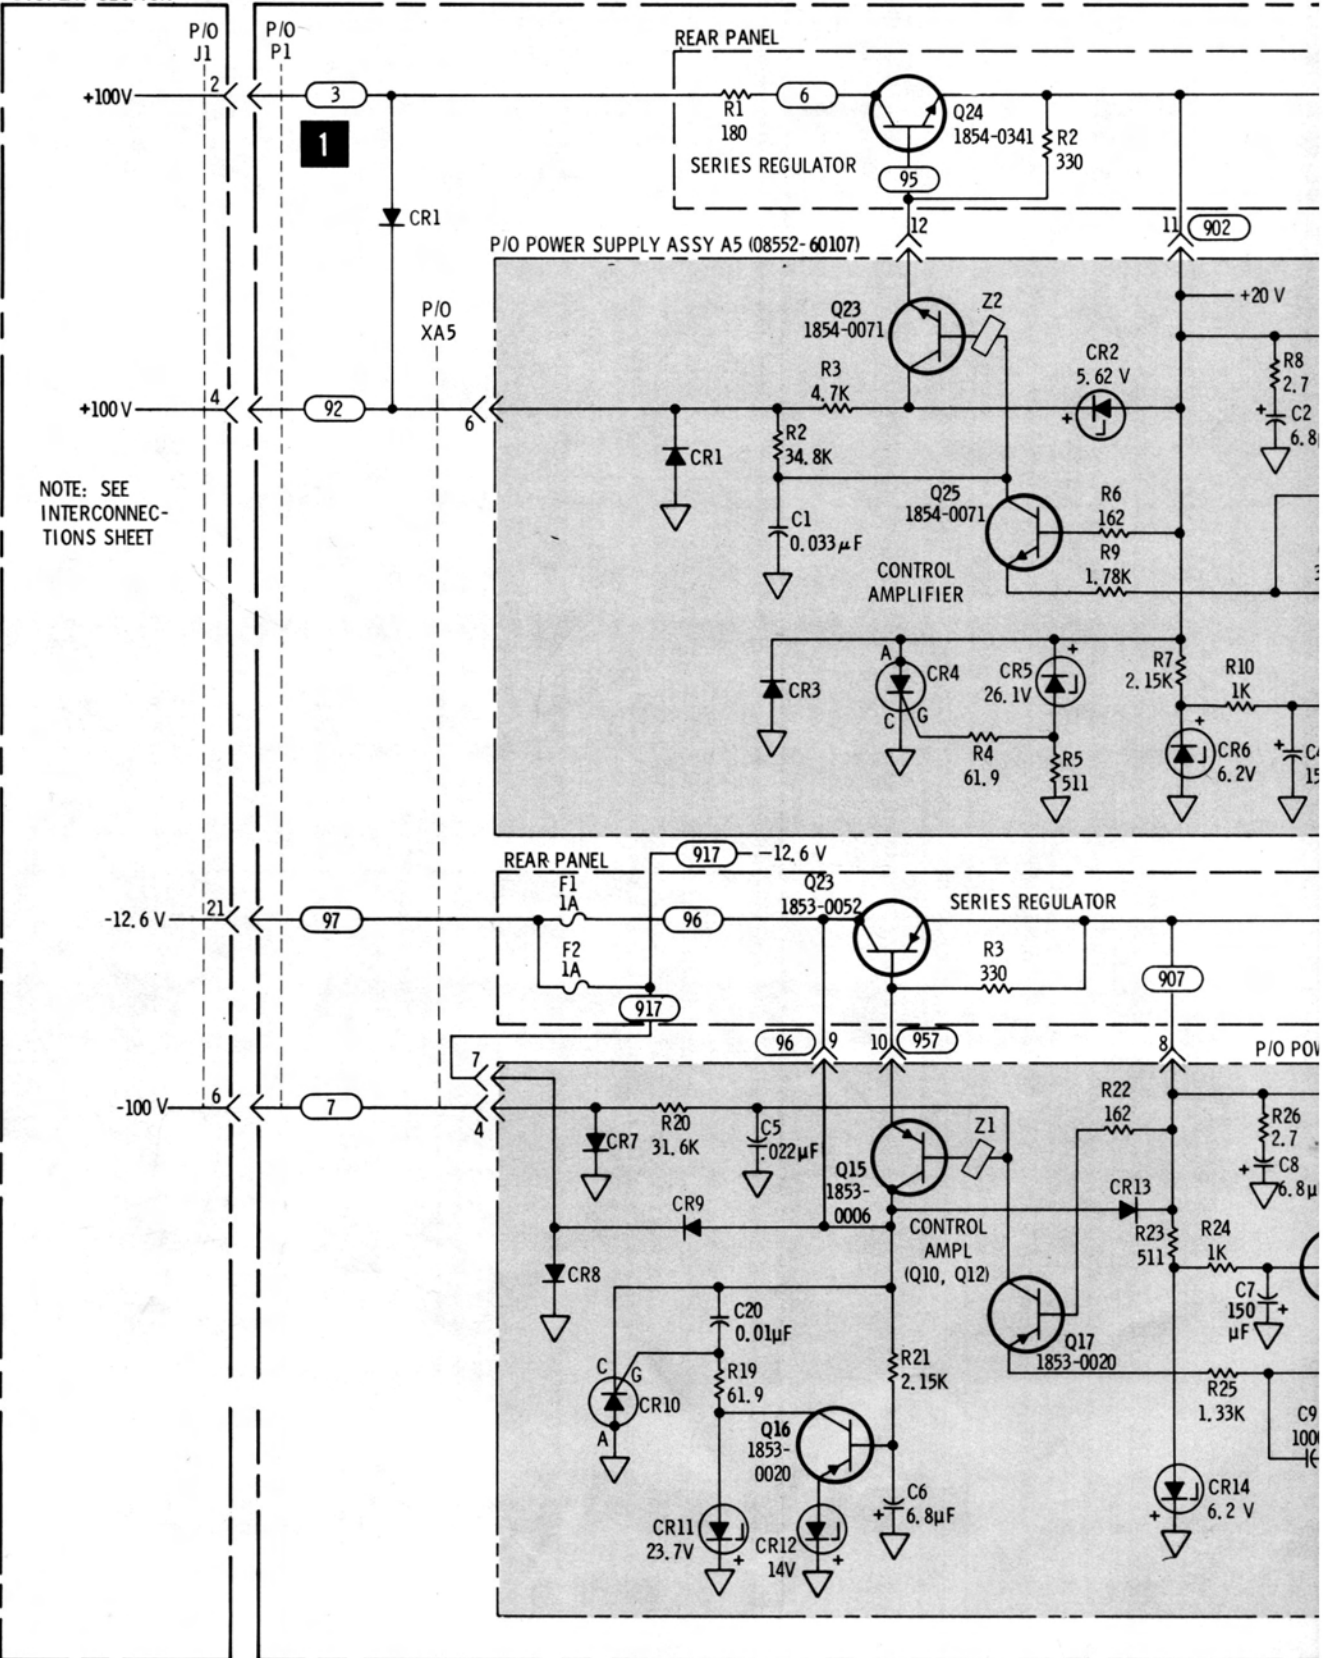 P/O
J1
P/O
P1
REAR PANEL
+100V
2
3
R1
180
6
Q24
1854-0341
R2
330
1
SERIES REGULATOR
95
CR1
12
11
902
P/O POWER SUPPLY ASSY A5 (08552-60107)
+20 V
P/O
XA5
Q23
1854-0071
Z2
R3
4.7K
CR2
5.62 V
+
R8
2.7
+
C2
+100V
4
92
6
CR1
R2
34.8K
NOTE: SEE
INTERCONNEC-
TIONS SHEET
C1
0.033µF
Q25
1854-0071
R6
162
R9
1.78K
CONTROL
AMPLIFIER
CR3
A
CR4
C
G
CR5
26.1V
+
R7
2.15K
R10
1K
R4
61.9
R5
511
+
CR6
6.2V
+
REAR PANEL
917
-12.6 V
F1
1A
Q23
1853-0052
SERIES REGULATOR
-12.6 V
21
97
96
F2
1A
R3
330
917
907
96
9
10
957
8
7
-100 V
6
7
4
CR7
R20
31.6K
C5
.022µF
Q15
1853-
0006
Z1
R22
162
R26
2.7
+
C8
CR9
CONTROL
AMPL
(Q10, Q12)
CR13
R23
511
R24
1K
C7
150
µF
+
CR8
C20
0.01µF
Q17
1853-0020
C
G
CR10
A
R19
61.9
R21
2.15K
R25
1.33K
C9
Q16
1853-
0020
CR11
23.7V
+
CR12
14V
+
C6
6.8µF
+
CR14
6.2 V
+